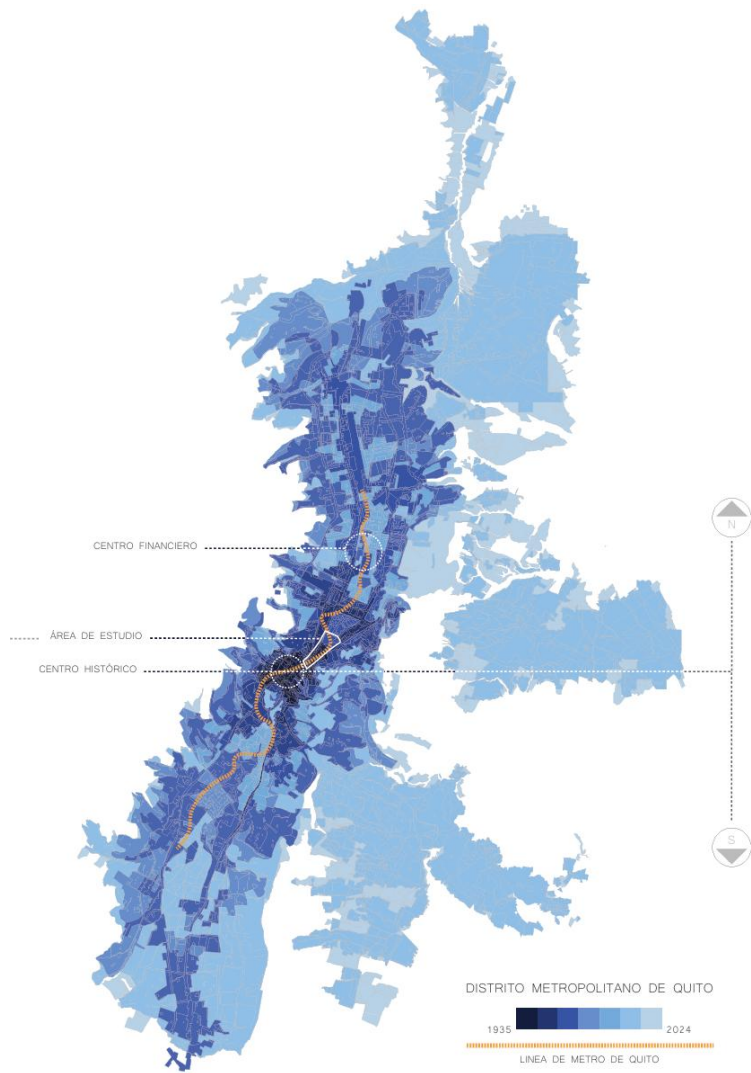 CENTRO FINANCIERO
N
ÁREA DE ESTUDIO
CENTRO HISTÓRICO
S
DISTRITO METROPOLITANO DE QUITO
1935 2024
LINEA DE METRO DE QUITO